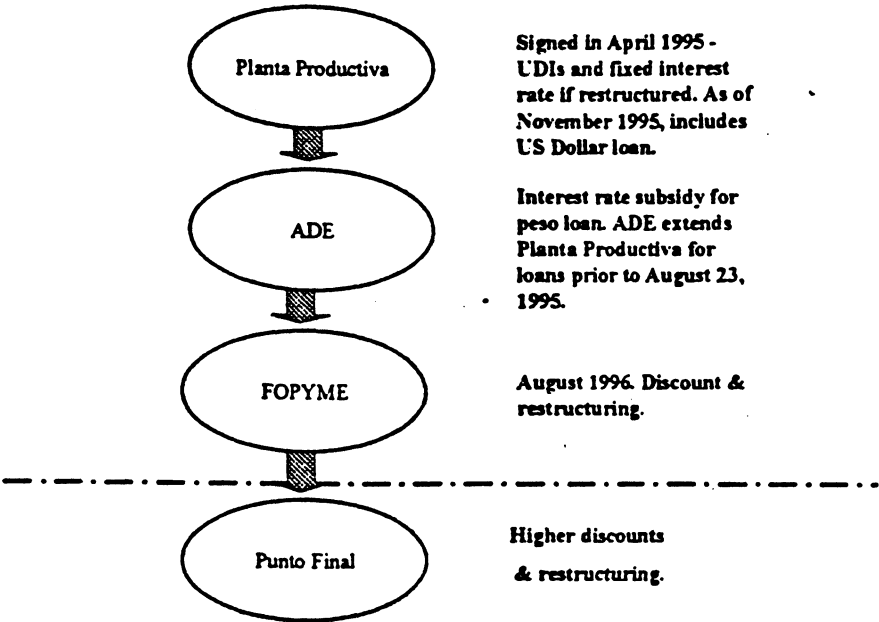 Planta Productiva
Signed in April 1995 -
UDIs and fixed interest
rate if restructured. As of
November 1995, includes
US Dollar loan.
ADE
Interest rate subsidy for
peso loan. ADE extends
Planta Productiva for
loans prior to August 23,
1995.
FOPYME
August 1996. Discount &
restructuring.
Punto Final
Higher discounts
& restructuring.